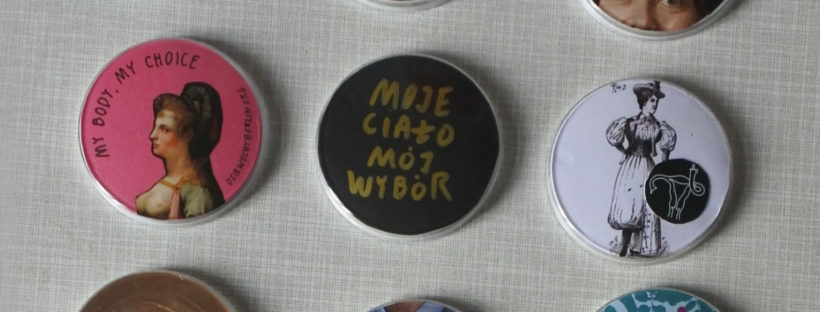 MY BODY, MY CHOICE
DZIEWUCHYBERLIN.ORG
MOJE
CIAŁO
MÓJ
WYBÓR